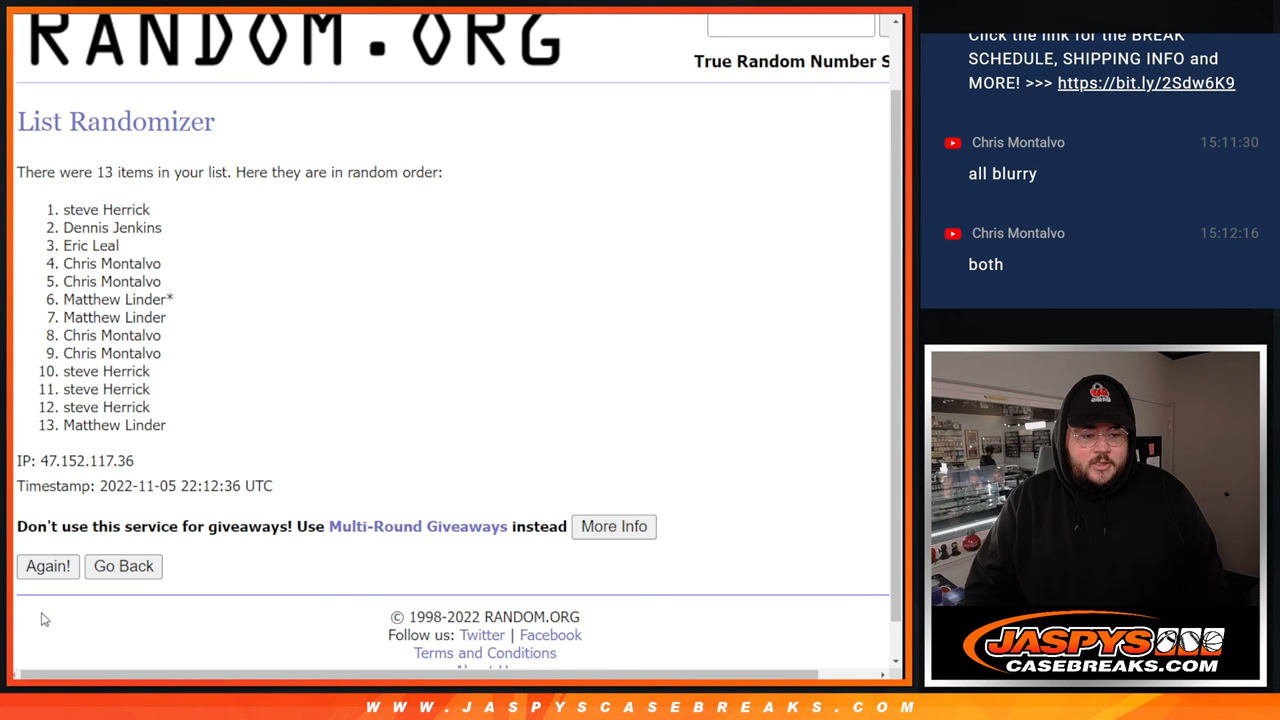 RANDOM.ORG
True Random Number S
List Randomizer
There were 13 items in your list. Here they are in random order:
1. steve Herrick
2. Dennis Jenkins
3. Eric Leal
4. Chris Montalvo
5. Chris Montalvo
6. Matthew Linder*
7. Matthew Linder
8. Chris Montalvo
9. Chris Montalvo
10. steve Herrick
11. steve Herrick
12. steve Herrick
13. Matthew Linder
IP: 47.152.117.36
Timestamp: 2022-11-05 22:12:36 UTC
Don't use this service for giveaways! Use Multi-Round Giveaways instead More Info
Again! Go Back
© 1998-2022 RANDOM.ORG
Follow us: Twitter | Facebook
Terms and Conditions
Click the link for the BREAK
SCHEDULE, SHIPPING INFO and
MORE! >>> https://bit.ly/2Sdw6K9
Chris Montalvo 15:11:30
all blurry
Chris Montalvo 15:12:16
both
JASPYS
CASEBREAKS.COM
WWW.JASPYSCASEBREAKS.COM